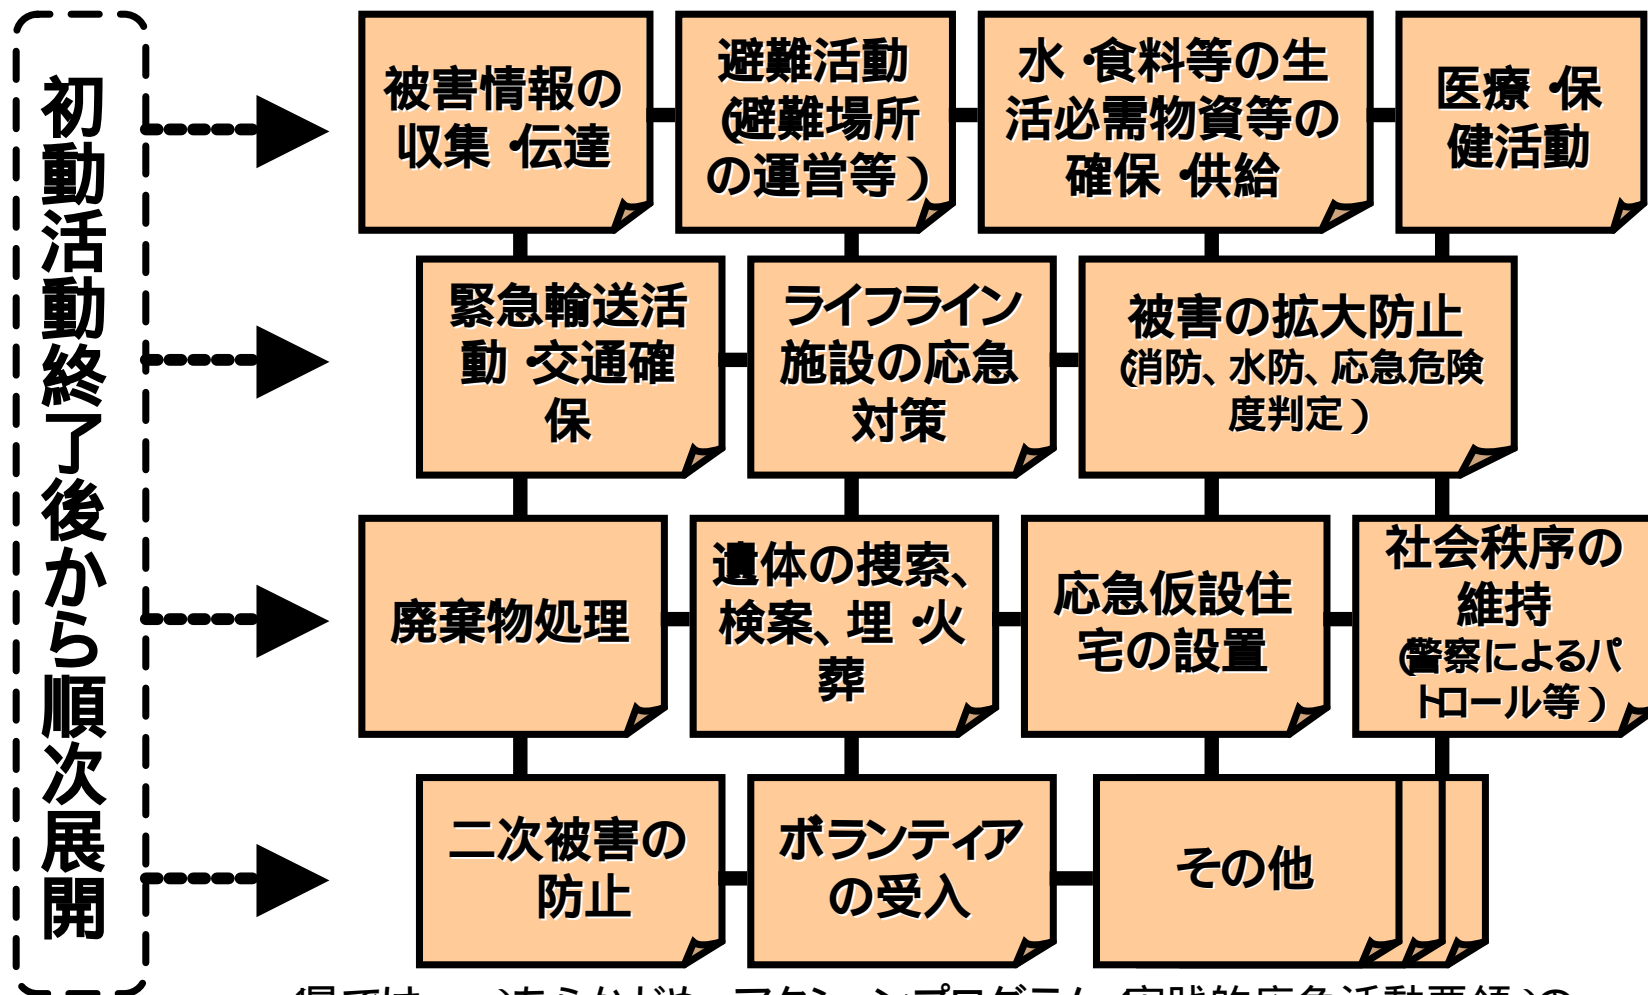 初動活動終了後から順次展開
被害情報の
収集・伝達
避難活動
(避難場所
の運営等)
水・食料等の生
活必需物資等の
確保・供給
医療・保
健活動
緊急輸送活
動・交通確
保
ライフライン
施設の応急
対策
被害の拡大防止
(消防、水防、応急危険
度判定)
廃棄物処理
遺体の捜索、
検案、埋・火
葬
応急仮設住
宅の設置
社会秩序の
維持
(警察によるパ
トロール等)
二次被害の
防止
ボランティア
の受入
その他